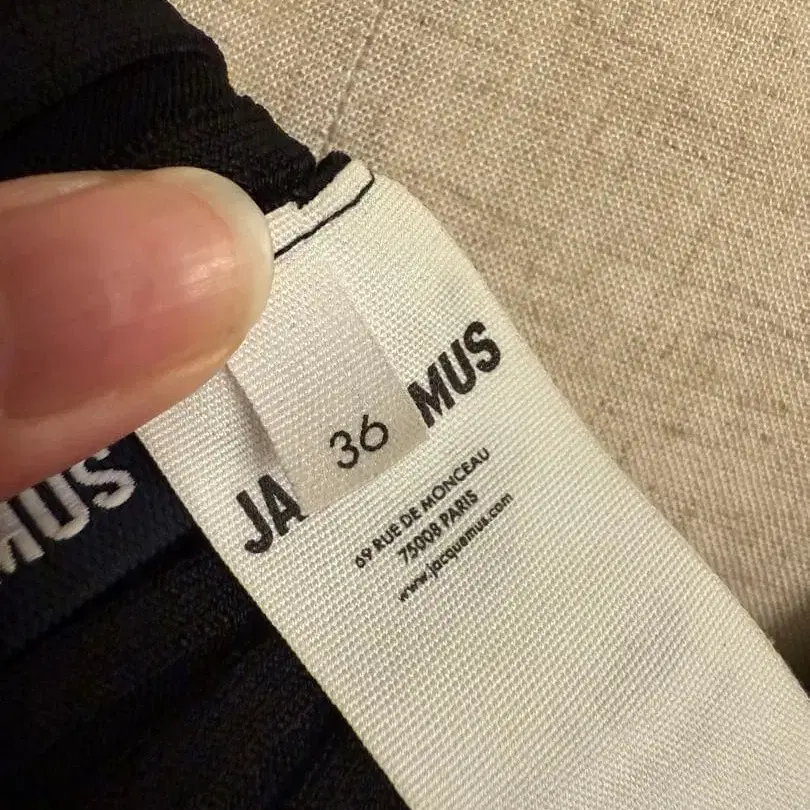 JA MUS
36
69 RUE DE MONCEAU
75008 PARIS
www.jacquemus.com
MUS